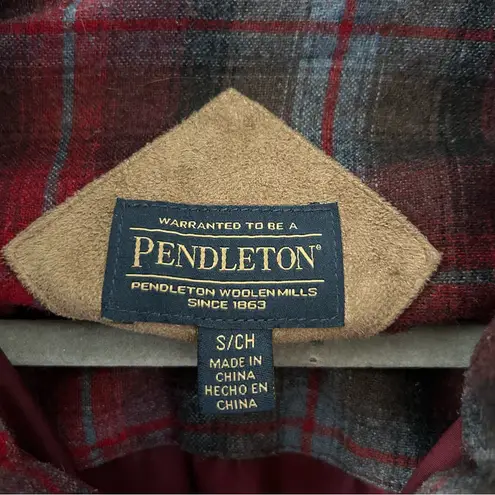 WARRANTED TO BE A
PENDLETON®
PENDLETON WOOLEN MILLS
SINCE 1863
S/CH
MADE IN
CHINA
HECHO EN
CHINA